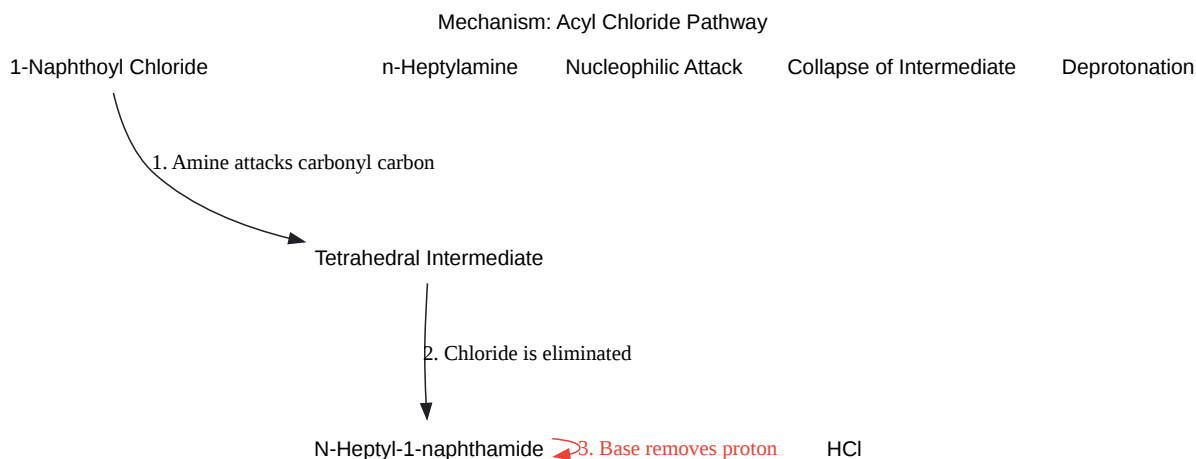 Mechanism: Acyl Chloride Pathway
1-Naphthoyl Chloride n-Heptylamine Nucleophilic Attack Collapse of Intermediate Deprotonation
1. Amine attacks carbonyl carbon
Tetrahedral Intermediate
2. Chloride is eliminated
N-Heptyl-1-naphthamide 3. Base removes proton HCl